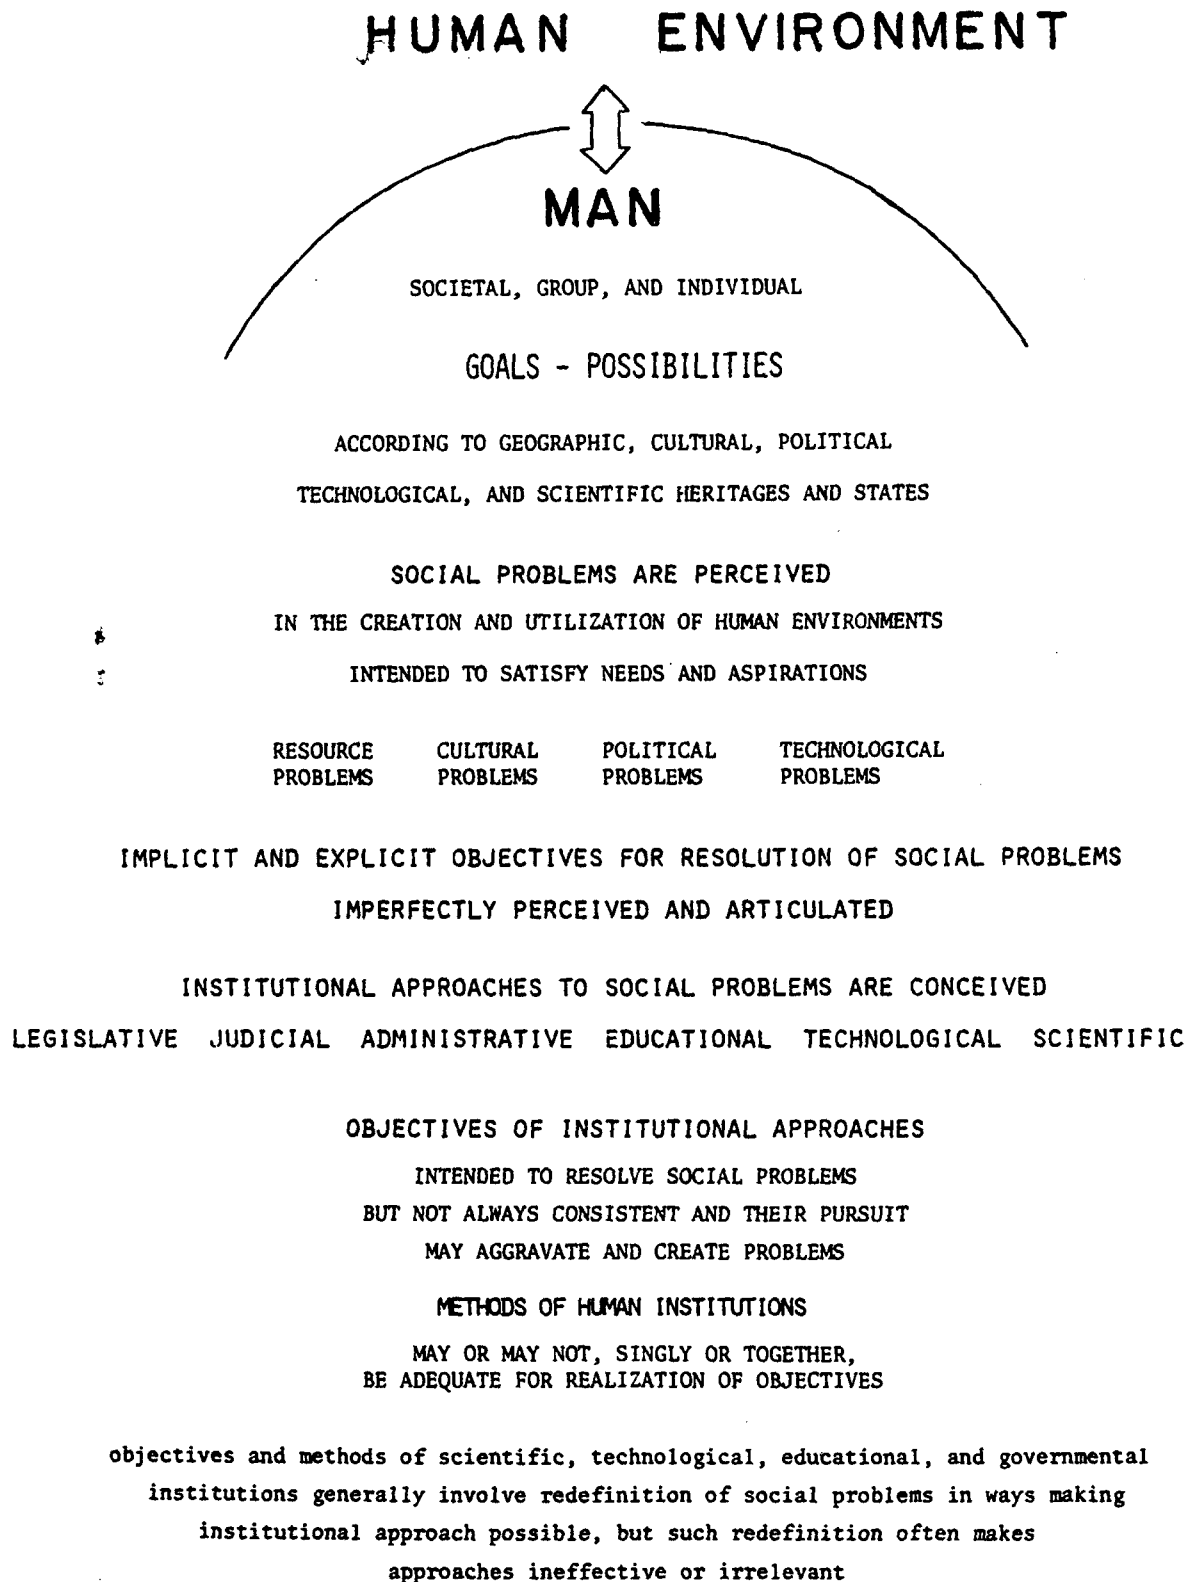 HUMAN ENVIRONMENT
MAN
SOCIETAL, GROUP, AND INDIVIDUAL
GOALS - POSSIBILITIES
ACCORDING TO GEOGRAPHIC, CULTURAL, POLITICAL
TECHNOLOGICAL, AND SCIENTIFIC HERITAGES AND STATES
SOCIAL PROBLEMS ARE PERCEIVED
IN THE CREATION AND UTILIZATION OF HUMAN ENVIRONMENTS
INTENDED TO SATISFY NEEDS AND ASPIRATIONS
RESOURCE CULTURAL POLITICAL TECHNOLOGICAL
PROBLEMS PROBLEMS PROBLEMS PROBLEMS
IMPLICIT AND EXPLICIT OBJECTIVES FOR RESOLUTION OF SOCIAL PROBLEMS
IMPERFECTLY PERCEIVED AND ARTICULATED
INSTITUTIONAL APPROACHES TO SOCIAL PROBLEMS ARE CONCEIVED
LEGISLATIVE JUDICIAL ADMINISTRATIVE EDUCATIONAL TECHNOLOGICAL SCIENTIFIC
OBJECTIVES OF INSTITUTIONAL APPROACHES
INTENDED TO RESOLVE SOCIAL PROBLEMS
BUT NOT ALWAYS CONSISTENT AND THEIR PURSUIT
MAY AGGRAVATE AND CREATE PROBLEMS
METHODS OF HUMAN INSTITUTIONS
MAY OR MAY NOT, SINGLY OR TOGETHER,
BE ADEQUATE FOR REALIZATION OF OBJECTIVES
objectives and methods of scientific, technological, educational, and governmental
institutions generally involve redefinition of social problems in ways making
institutional approach possible, but such redefinition often makes
approaches ineffective or irrelevant